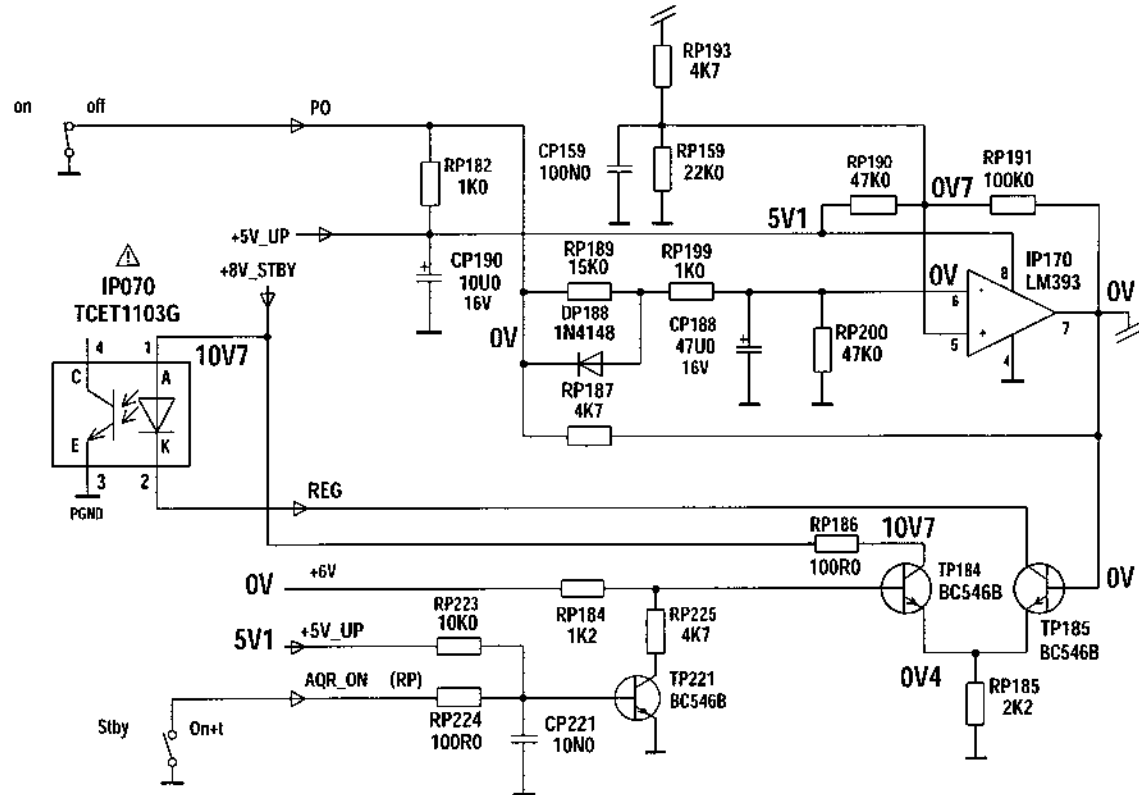 RP193
4K7
on
off
PO
RP182
1K0
CP159
100N0
RP159
22K0
RP190
47K0
RP191
100K0
0V7
5V1
+5V_UP
+8V_STBY
CP190
10U0
16V
RP189
15K0
RP199
1K0
IP170
LM393
0V
0V
8
6
-
7
5
+
4
IP070
TCET1103G
4
1
10V7
C
A
E
K
3
2
PGND
0V
DP188
1N4148
CP188
47U0
16V
RP200
47K0
RP187
4K7
REG
RP186
100R0
10V7
0V
+6V
TP184
BC546B
0V
RP184
1K2
RP225
4K7
TP185
BC546B
RP223
10K0
5V1
+5V_UP
AQR_ON (RP)
TP221
BC546B
0V4
RP185
2K2
Stby
On+t
RP224
100R0
CP221
10N0